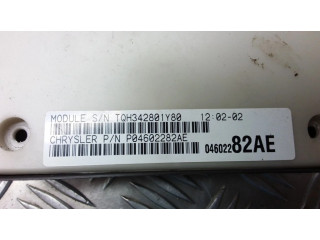 MODULE S/N TQH342801Y80 12:02-02
CHRYSLER P/N P04602282AE
04602282AE